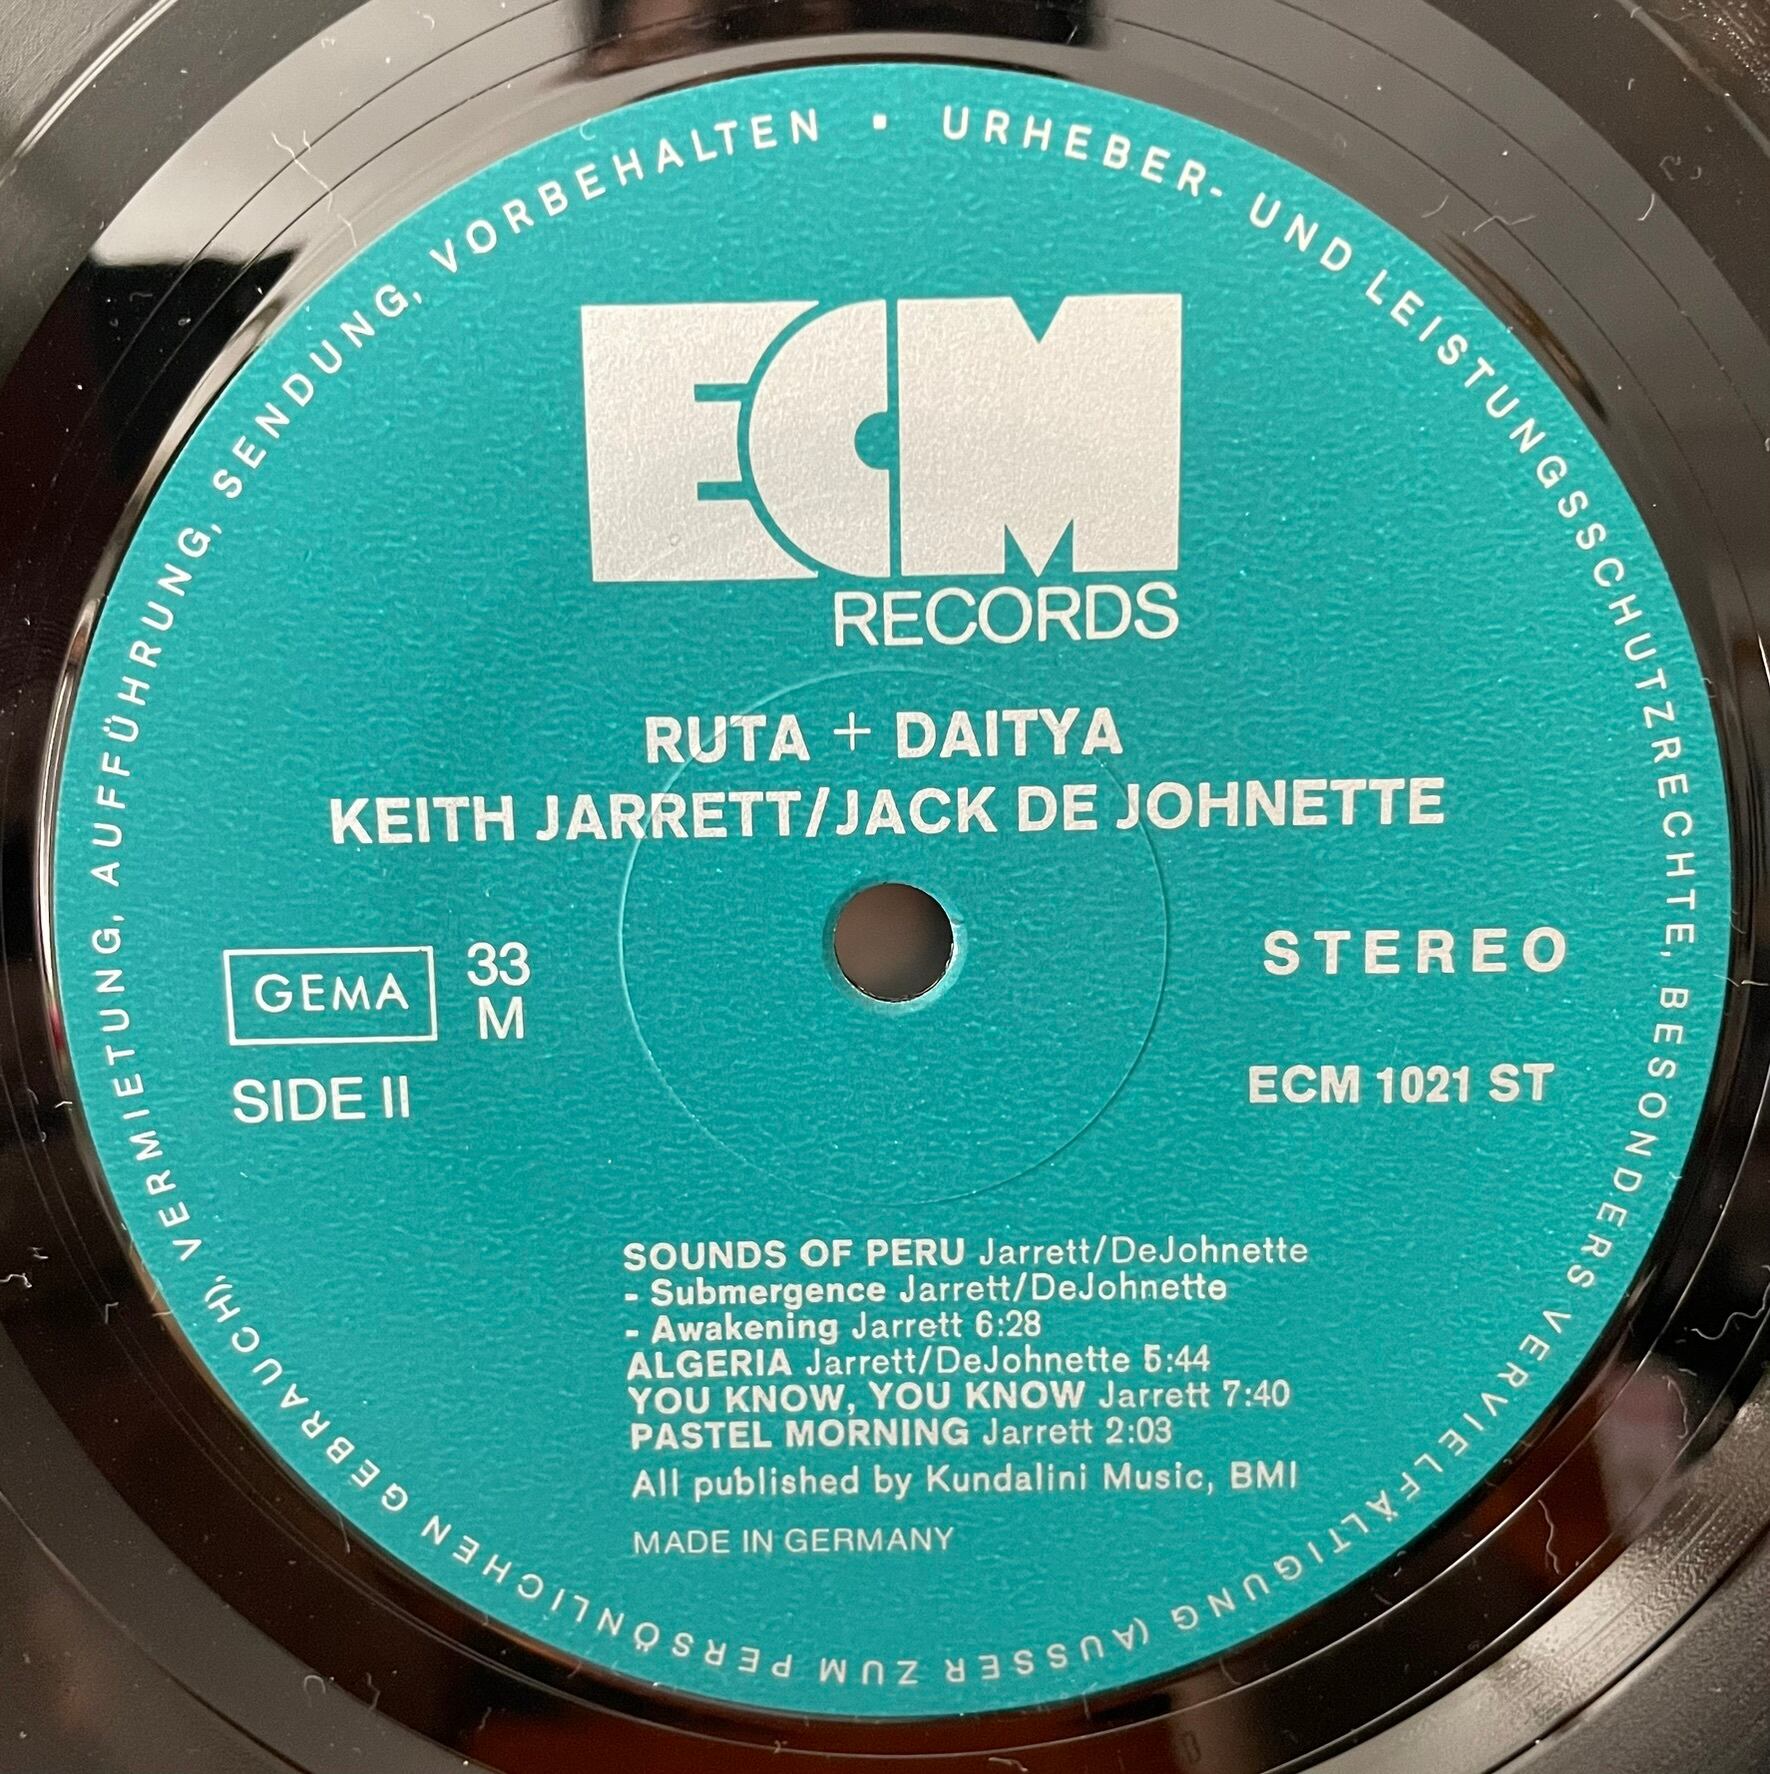 URHEBER- UND LEISTUNGSSCHUTZRECHTE, BESONDERS VERVIELFÄLTIGUNG (AUSSER ZUM PERSÖNLICHEN GEBRAUCH), VERMIETUNG, AUFFÜHRUNG, SENDUNG, VORBEHALTEN ▪
ECM
RECORDS
RUTA + DAITYA
KEITH JARRETT/JACK DE JOHNETTE
GEMA
33
M
STEREO
SIDE II
ECM 1021 ST
SOUNDS OF PERU Jarrett/DeJohnette
- Submergence Jarrett/DeJohnette
- Awakening Jarrett 6:28
ALGERIA Jarrett/DeJohnette 5:44
YOU KNOW, YOU KNOW Jarrett 7:40
PASTEL MORNING Jarrett 2:03
All published by Kundalini Music, BMI
MADE IN GERMANY